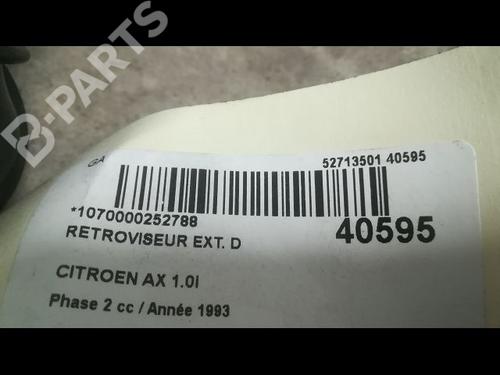 B-PARTS
GA
52713501 40595
*1070000252788
40595
RETROVISEUR EXT. D
CITROEN AX 1.0i
Phase 2 cc / Année 1993